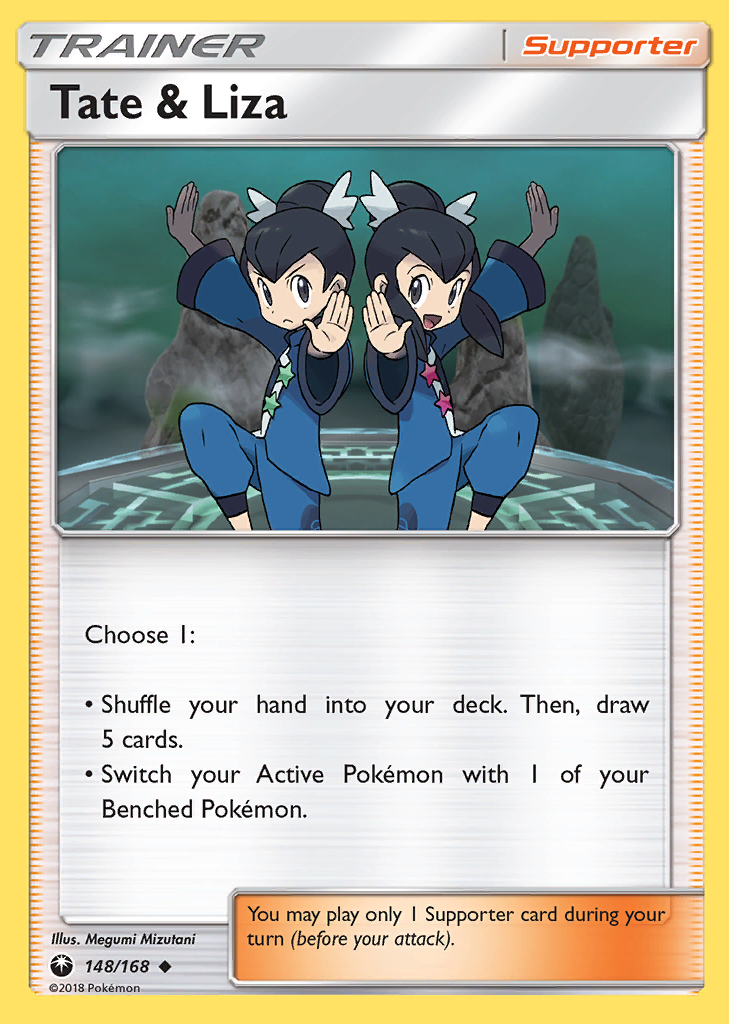 TRAINER | Supporter
Tate & Liza
Choose 1:
• Shuffle your hand into your deck. Then, draw
5 cards.
• Switch your Active Pokémon with 1 of your
Benched Pokémon.
You may play only 1 Supporter card during your
turn (before your attack).
Illus. Megumi Mizutani
148/168 ◆
©2018 Pokémon